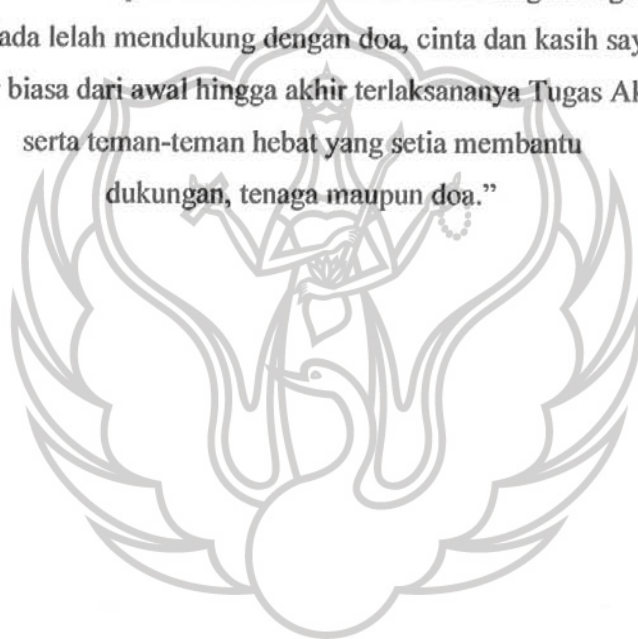 ada lelah mendukung dengan doa, cinta dan kasih say
biasa dari awal hingga akhir terlaksananya Tugas Ak
serta teman-teman hebat yang setia membantu
dukungan, tenaga maupun doa.”